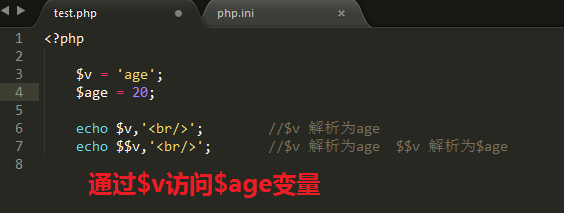 test.php php.ini
1 <?php
2
3 $v = 'age';
4 $age = 20;
5
6 echo $v,'<br/>'; //$v 解析为age
7 echo $$v,'<br/>'; //$v 解析为age $$v 解析为$age
8
通过$v访问$age变量